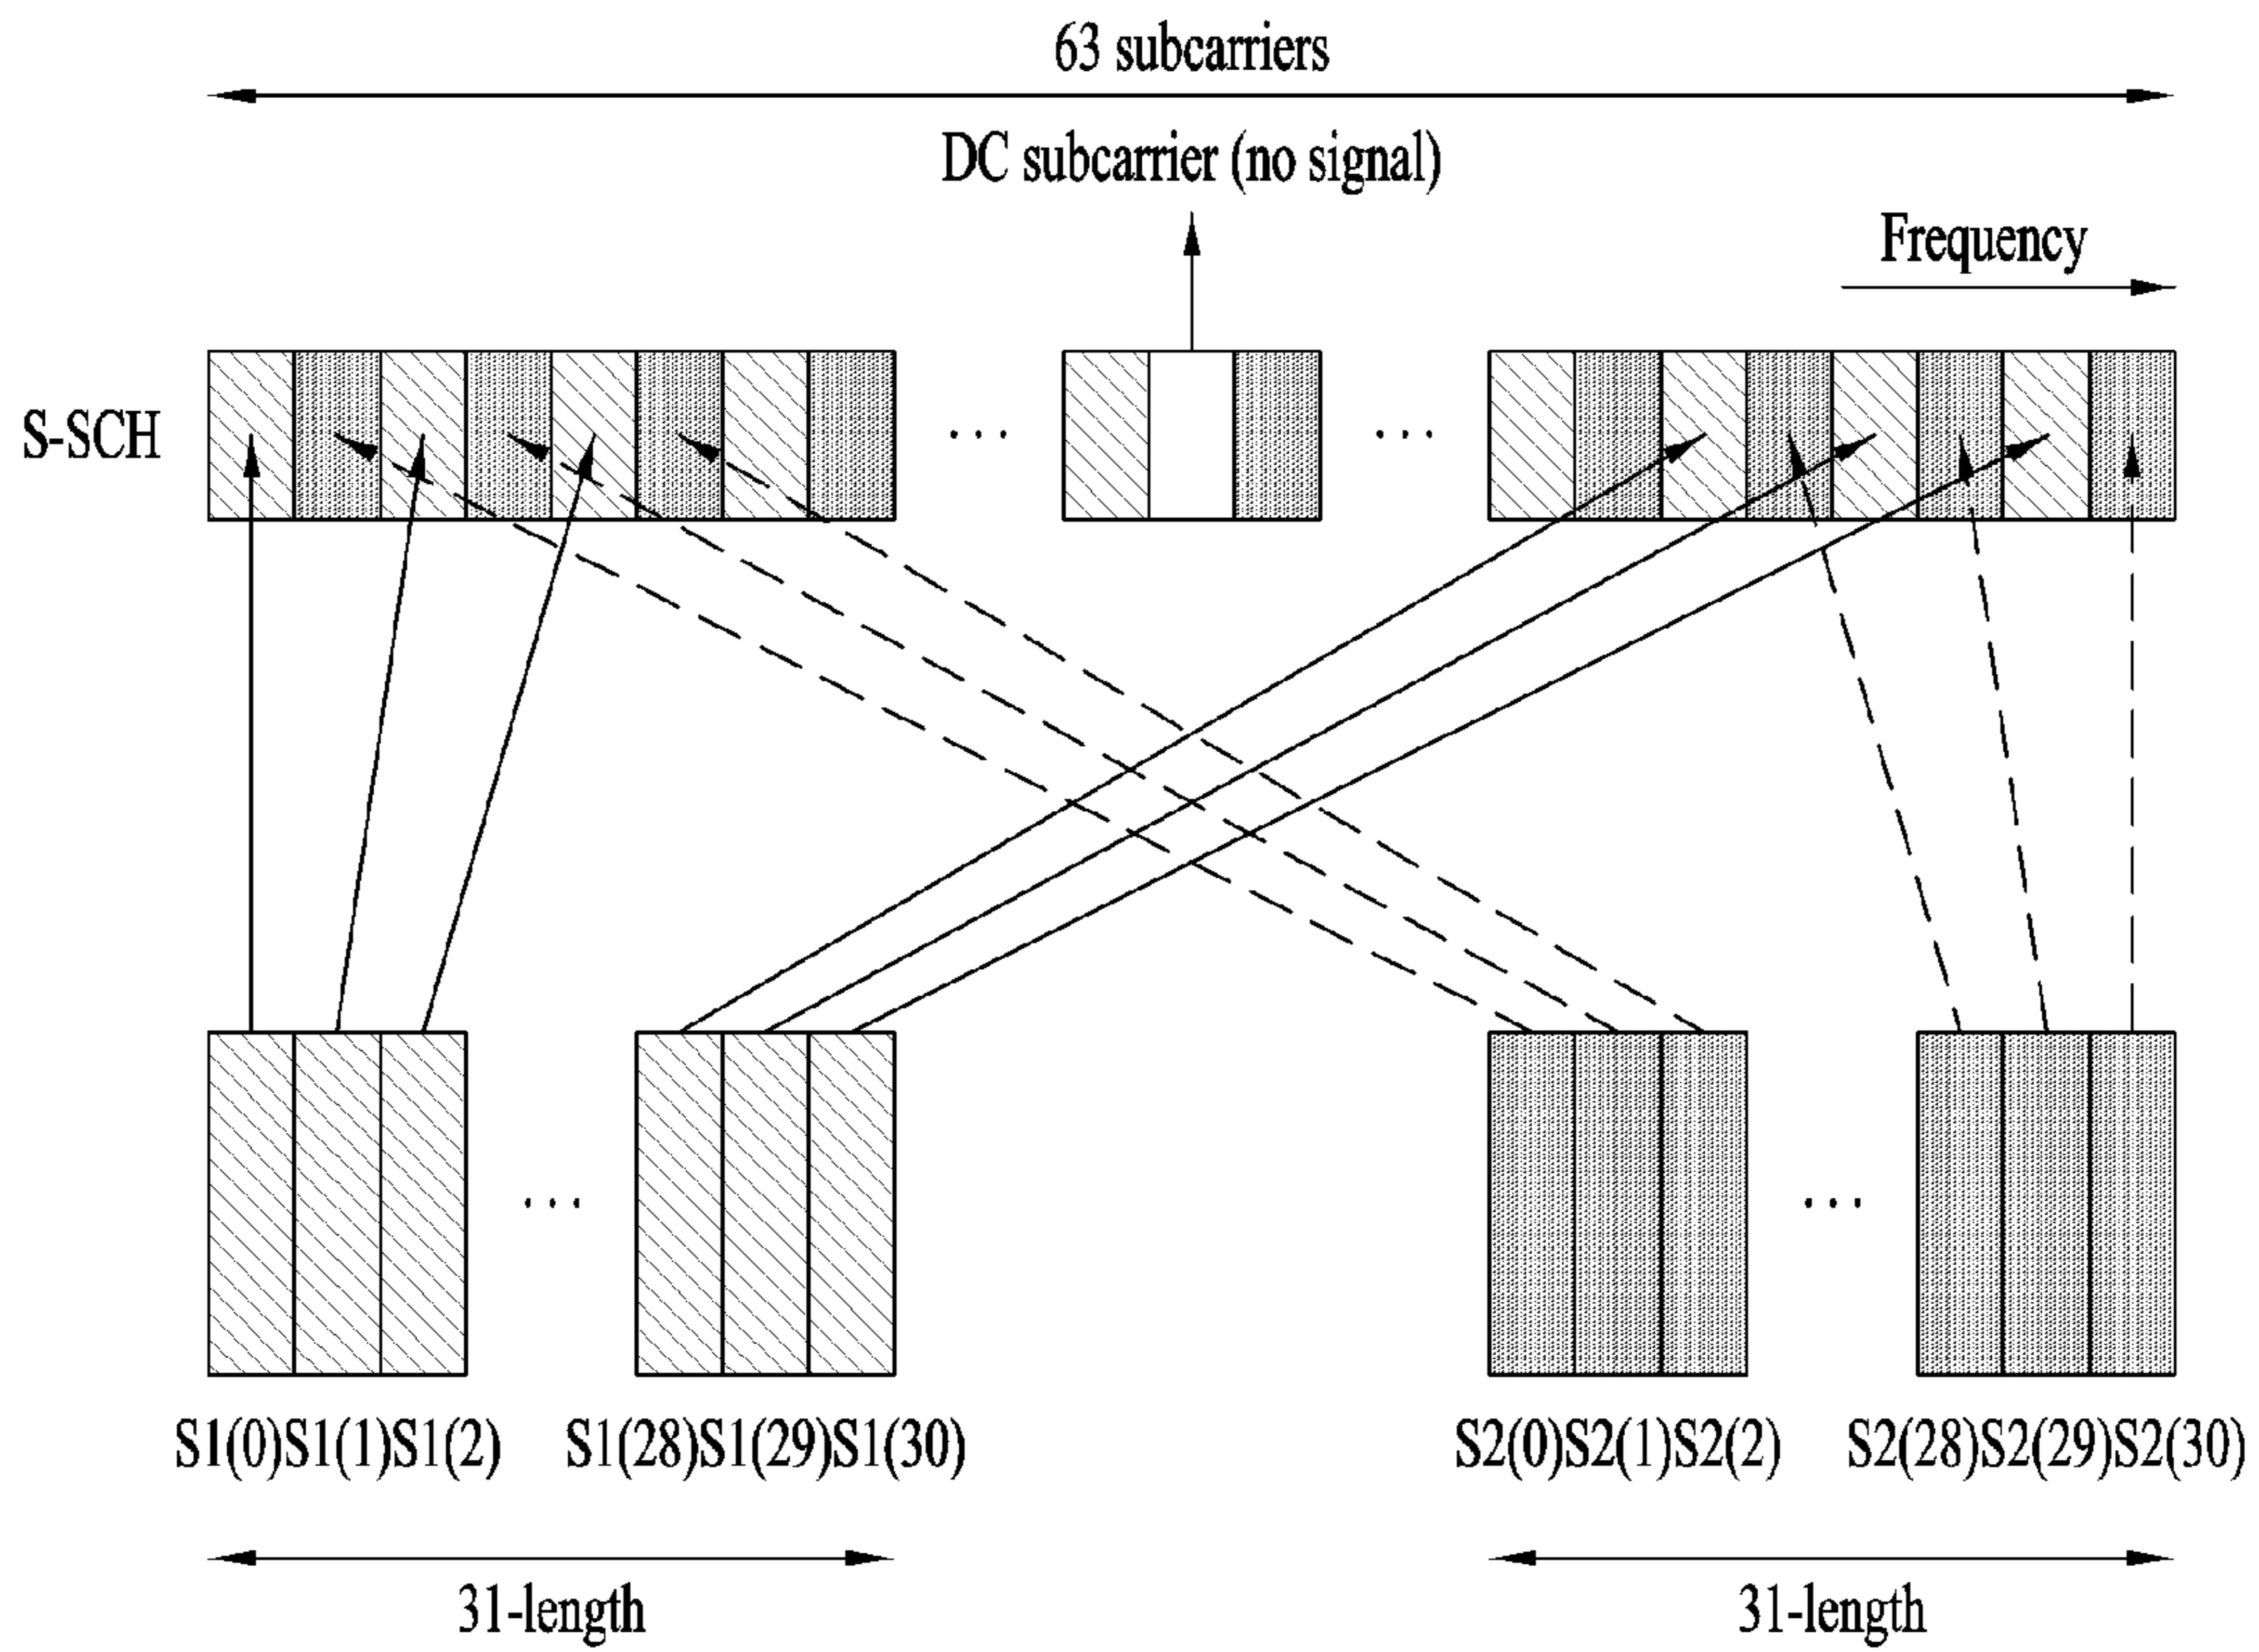 63 subcarriers
DC subcarrier (no signal)
Frequency
S-SCH
...
...
...
...
S1(0)S1(1)S1(2) S1(28)S1(29)S1(30) S2(0)S2(1)S2(2) S2(28)S2(29)S2(30)
31-length 31-length